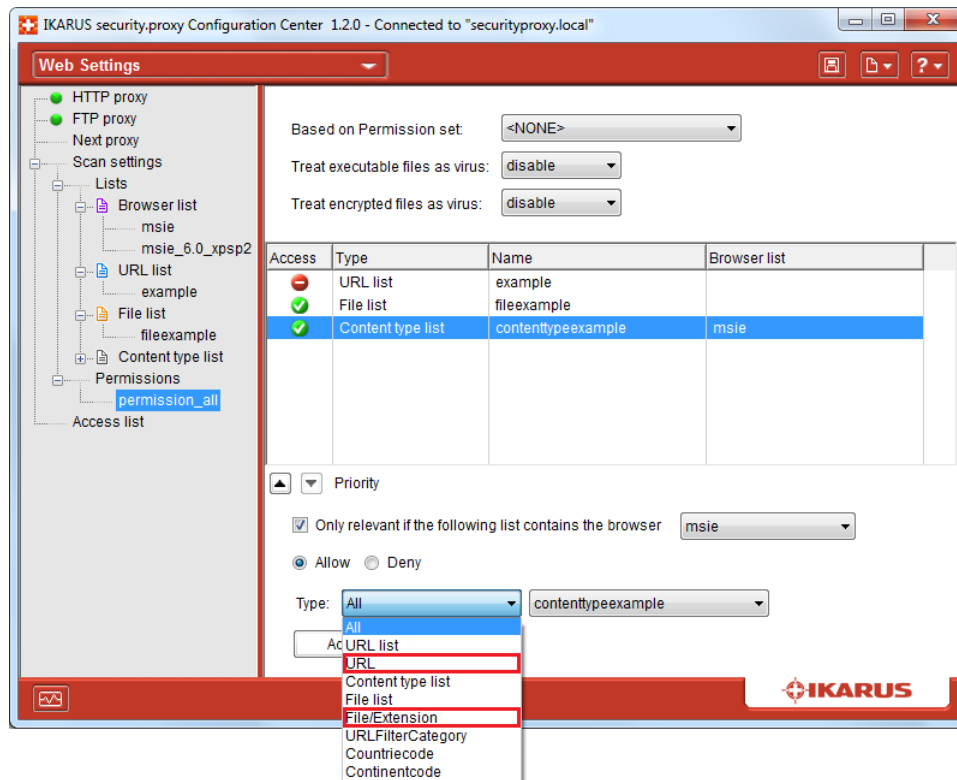 IKARUS security.proxy Configuration Center 1.2.0 - Connected to "securityproxy.local"
Web Settings
HTTP proxy
FTP proxy
Next proxy
Scan settings
Lists
Browser list
msie
msie_6.0_xpsp2
URL list
example
File list
fileexample
Content type list
Permissions
permission_all
Access list
Based on Permission set: <NONE>
Treat executable files as virus: disable
Treat encrypted files as virus: disable
Access Type Name Browser list
URL list example
File list fileexample
Content type list contenttypeexample msie
Priority
Only relevant if the following list contains the browser msie
Allow Deny
Type: All contenttypeexample
All
URL list
URL
Content type list
File list
File/Extension
URLFilterCategory
Countriecode
Continentcode
IKARUS